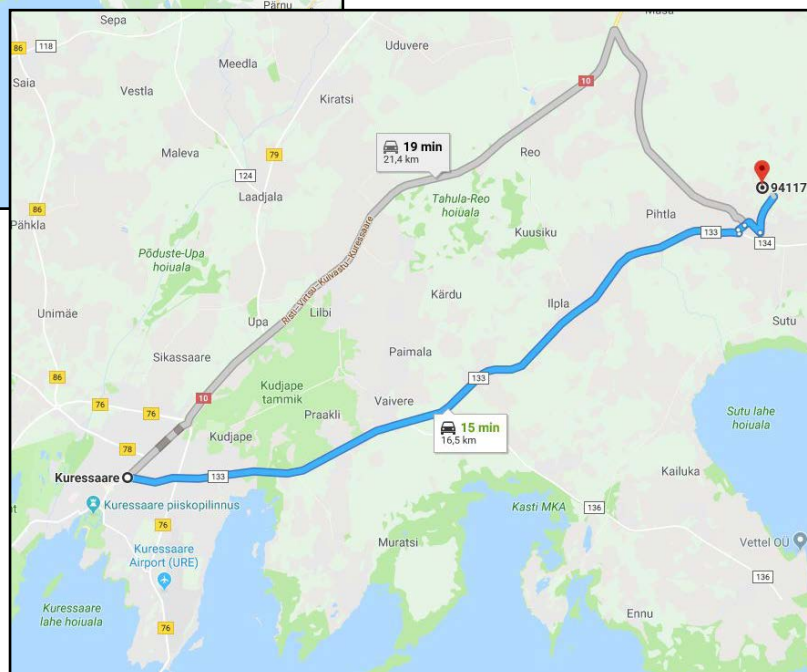 Pärnu
Sepa
86
118
Uduvere
Meedla
Saia
10
Vestla
Kiratsi
19 min
21,4 km
Maleva
79
Reo
124
94117
Laadjala
Tahula-Reo
hoiuala
86
Pihtla
Pähkla
Kuusiku
133
134
Põduste-Upa
hoiuala
Risti–Virtsu–Kuivastu–Kuressaare
Kärdu
Ilpla
Unimäe
Lilbi
Upa
Sutu
Paimala
Sikassaare
86
133
Kudjape
tammik
10
Vaivere
76
76
Praakli
Sutu lahe
hoiuala
15 min
16,5 km
Kudjape
78
Kailuka
Kuressaare
133
Kuressaare piiskopilinnus
Kasti MKA
136
76
Muratsi
Vettel OÜ
Kuressaare
Airport (URE)
136
Kuressaare
lahe hoiuala
Ennu
76